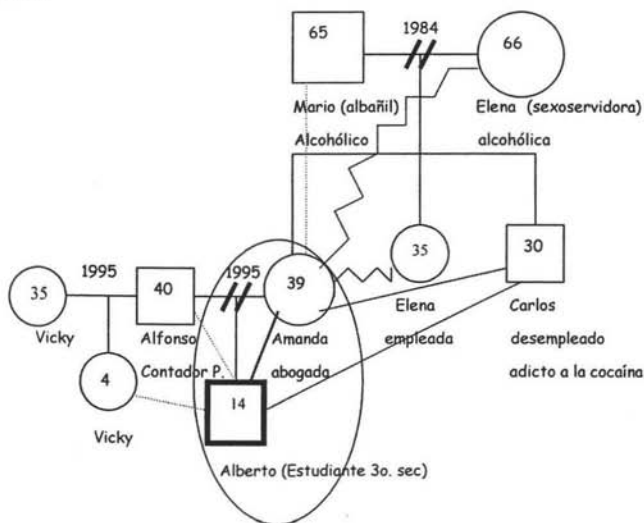 65
1984
66
Mario (albañil)
Elena (sexoservidora)
Alcohólico
alcohólica
35
1995
40
1995
39
35
30
Vicky
Alfonso
Amanda
Elena
Carlos
Contador P.
abogada
empleada
desempleado
4
14
adicto a la cocaína
Vicky
Alberto (Estudiante 3o. sec)